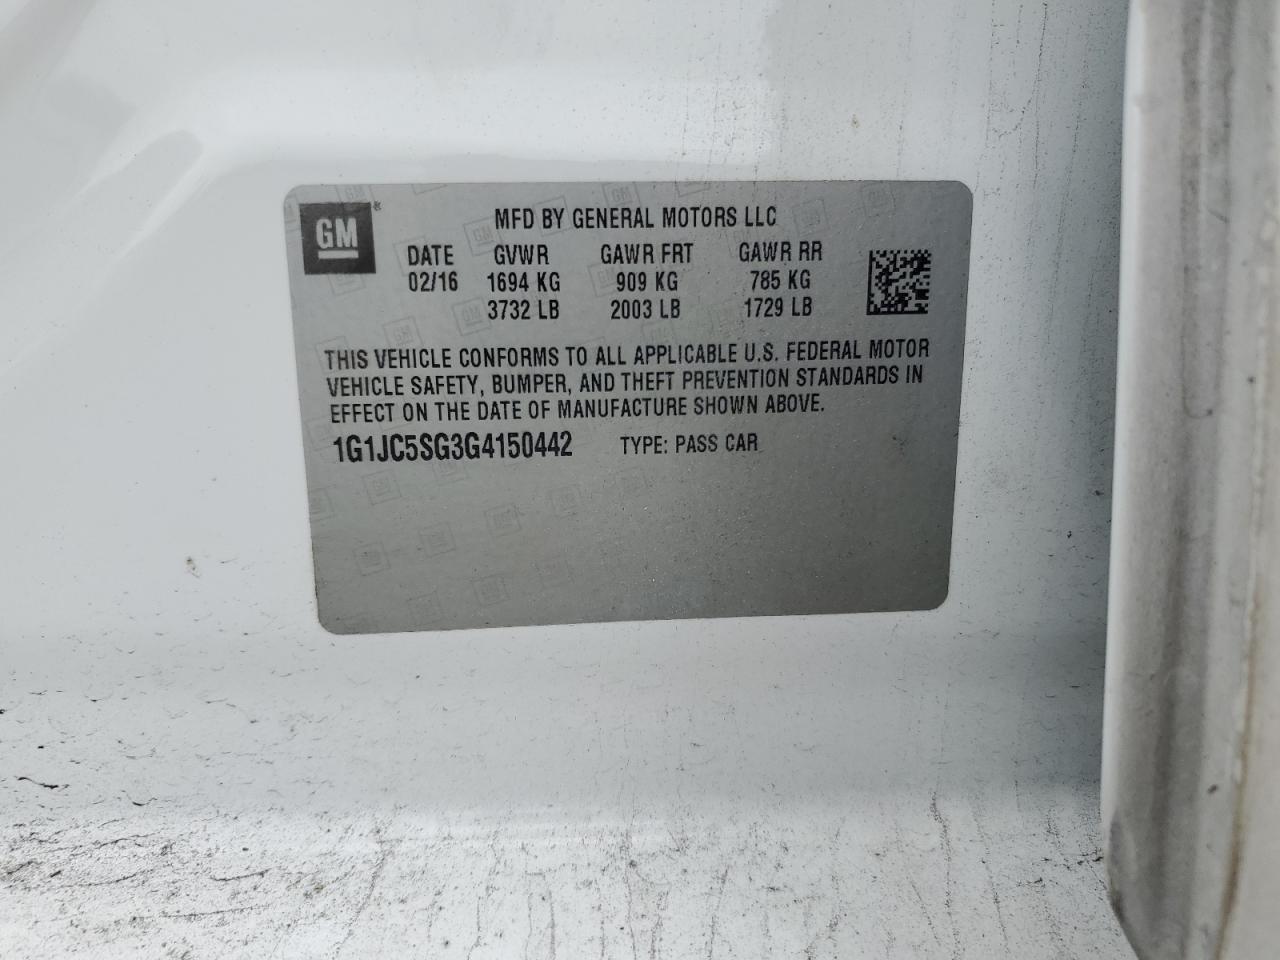 GM
MFD BY GENERAL MOTORS LLC
DATE GVWR GAWR FRT GAWR RR
02/16 1694 KG 909 KG 785 KG
3732 LB 2003 LB 1729 LB
THIS VEHICLE CONFORMS TO ALL APPLICABLE U.S. FEDERAL MOTOR
VEHICLE SAFETY, BUMPER, AND THEFT PREVENTION STANDARDS IN
EFFECT ON THE DATE OF MANUFACTURE SHOWN ABOVE.
1G1JC5SG3G4150442 TYPE: PASS CAR